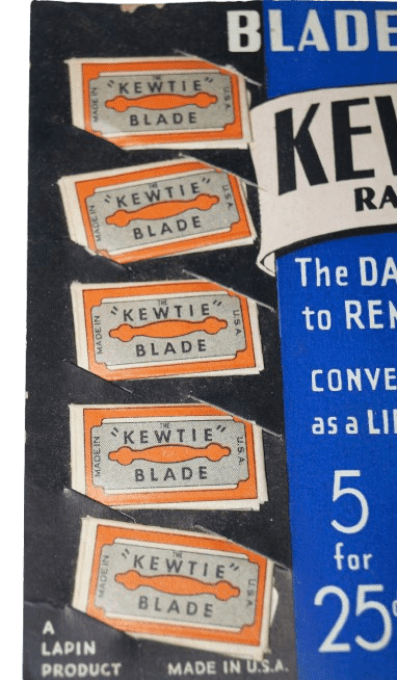 BLADE
KEW
RA
The DA
to REM
CONVE
as a LI
5
for
25¢
THE
"KEWTIE"
BLADE
MADE IN
U.S.A.
THE
"KEWTIE"
BLADE
MADE IN
U.S.A.
THE
"KEWTIE"
BLADE
MADE IN
U.S.A.
THE
"KEWTIE"
BLADE
MADE IN
U.S.A.
THE
"KEWTIE"
BLADE
MADE IN
U.S.A.
A
LAPIN
PRODUCT
MADE IN U.S.A.